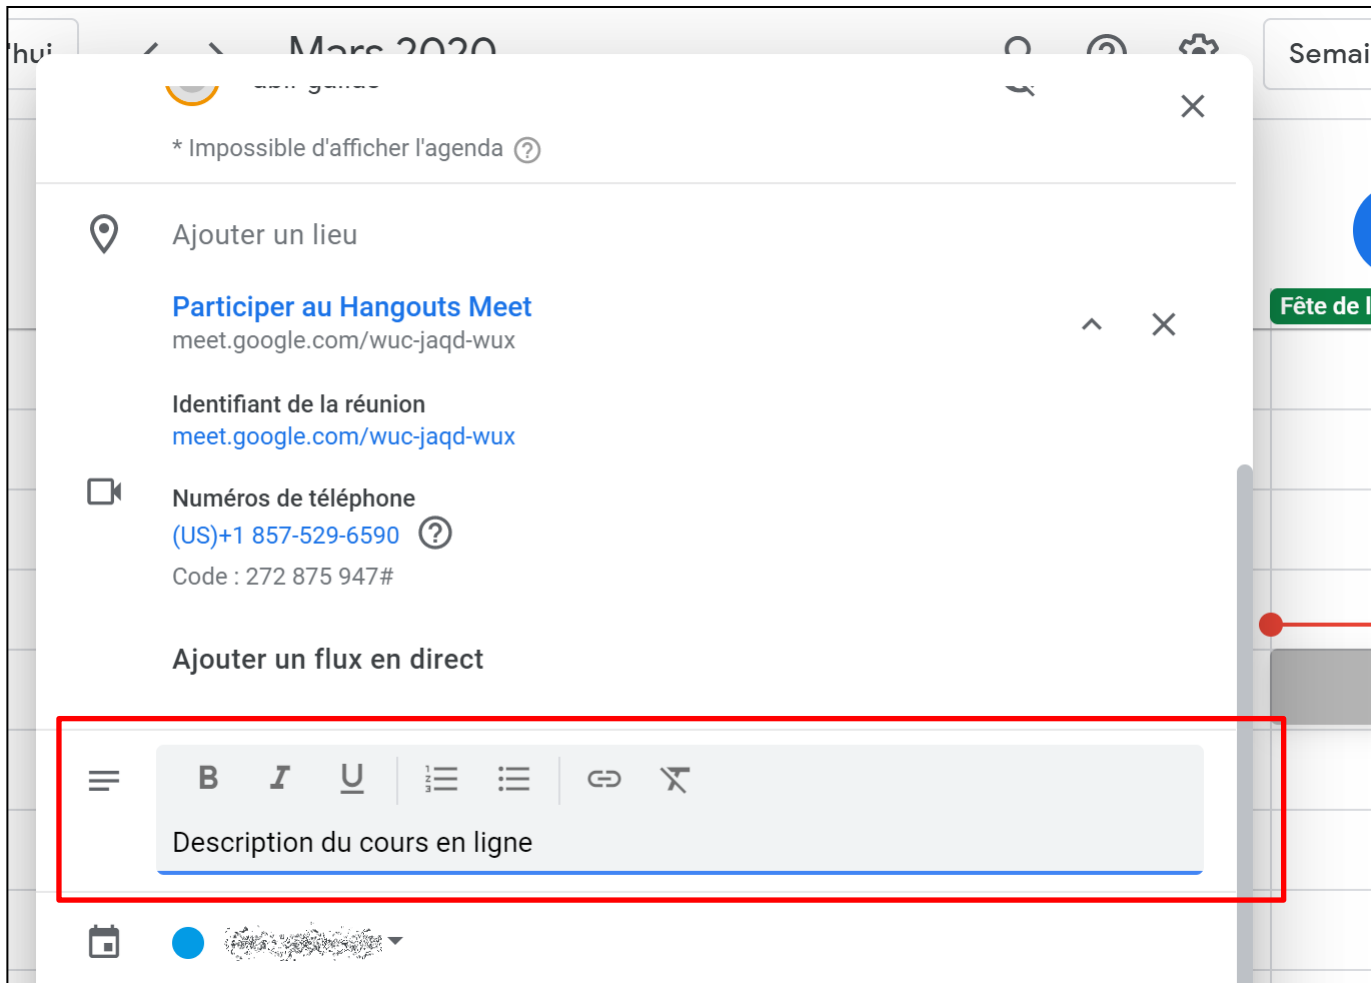 'hui
Mars 2020
Semai
* Impossible d'afficher l'agenda
Ajouter un lieu
Participer au Hangouts Meet
meet.google.com/wuc-jaqd-wux
Fête de l
Identifiant de la réunion
meet.google.com/wuc-jaqd-wux
Numéros de téléphone
(US)+1 857-529-6590
Code : 272 875 947#
Ajouter un flux en direct
B I U
Description du cours en ligne